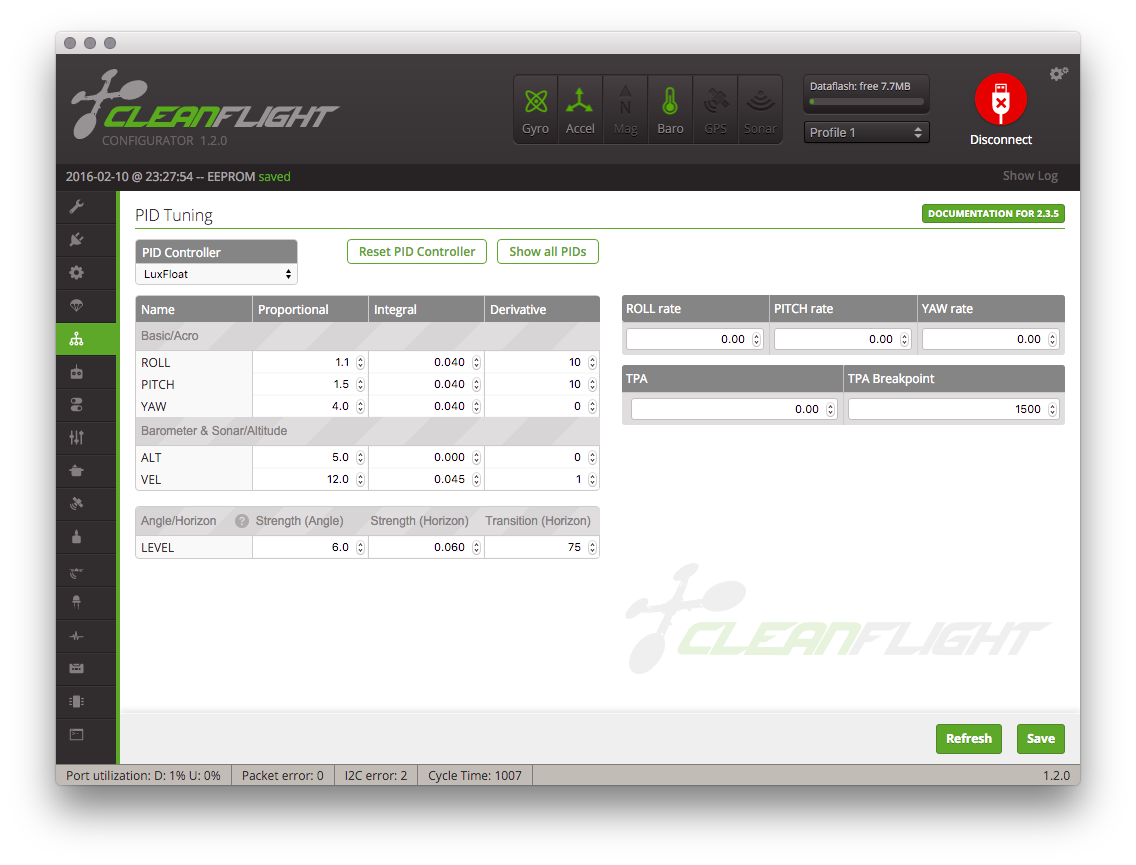 CLEANFLIGHT
CONFIGURATOR 1.2.0
Gyro Accel Mag Baro GPS Sonar
Dataflash: free 7.7MB
Profile 1
Disconnect
2016-02-10 @ 23:27:54 -- EEPROM saved
Show Log
PID Tuning
DOCUMENTATION FOR 2.3.5
PID Controller
LuxFloat
Reset PID Controller
Show all PIDs
Name Proportional Integral Derivative
Basic/Acro
ROLL 1.1 0.040 10
PITCH 1.5 0.040 10
YAW 4.0 0.040 0
Barometer & Sonar/Altitude
ALT 5.0 0.000 0
VEL 12.0 0.045 1
Angle/Horizon ? Strength (Angle) Strength (Horizon) Transition (Horizon)
LEVEL 6.0 0.060 75
ROLL rate PITCH rate YAW rate
0.00 0.00 0.00
TPA TPA Breakpoint
0.00 1500
CLEANFLIGHT
Refresh Save
Port utilization: D: 1% U: 0% Packet error: 0 I2C error: 2 Cycle Time: 1007 1.2.0